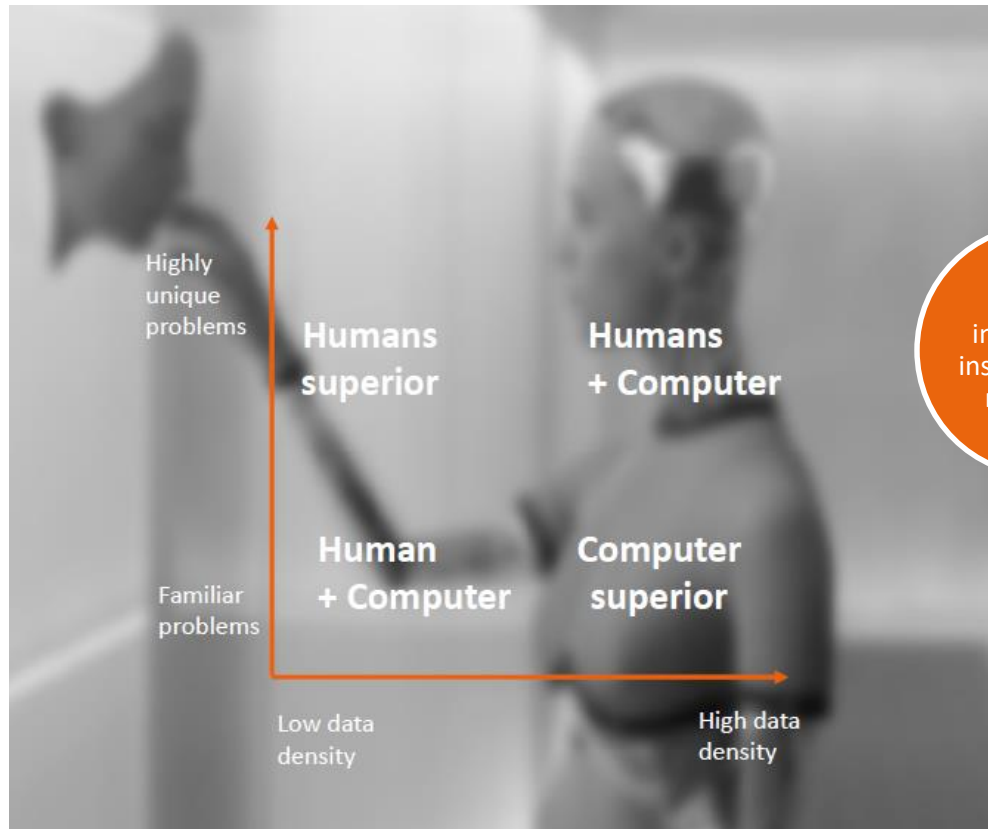 Highly
unique
problems
Humans
superior
Humans
+ Computer
Human
+ Computer
Computer
superior
Familiar
problems
Low data
density
High data
density